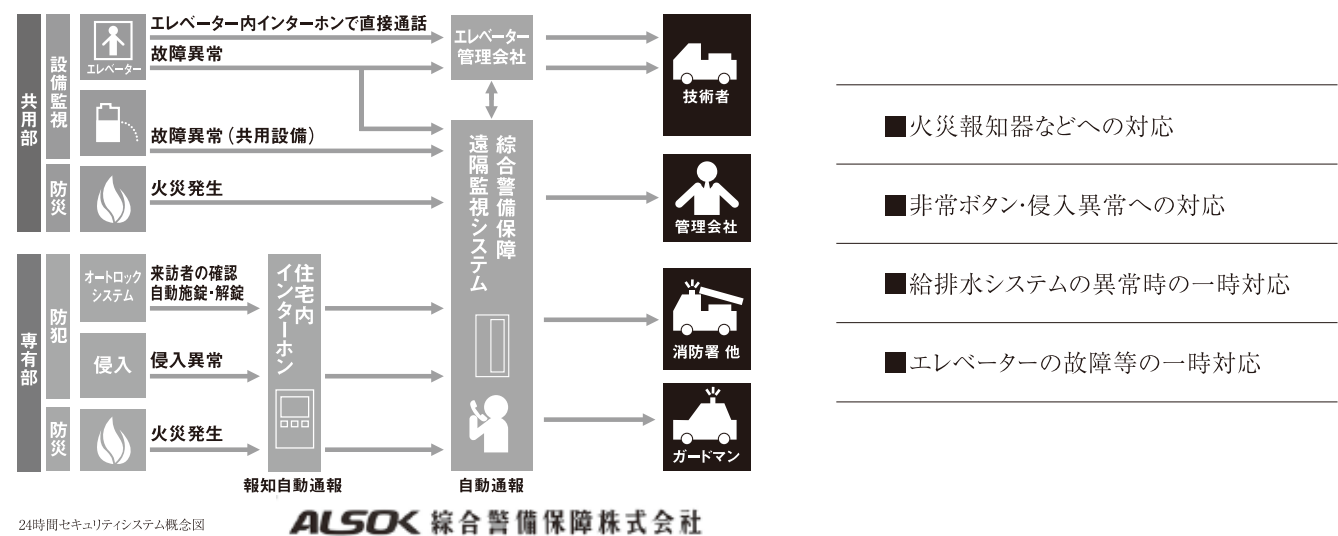 共用部
設備監視
エレベーター
エレベーター内インターホンで直接通話
故障異常
故障異常（共用設備）
防災
火災発生
エレベーター
管理会社
綜合警備保障
遠隔監視システム
技術者
管理会社
専有部
防犯
オートロック
システム
来訪者の確認
自動施錠・解錠
侵入
侵入異常
防災
火災発生
住宅内
インターホン
消防署 他
ガードマン
報知自動通報
自動通報
24時間セキュリティシステム概念図
ALSOK 綜合警備保障株式会社
■火災報知器などへの対応
■非常ボタン・侵入異常への対応
■給排水システムの異常時の一時対応
■エレベーターの故障等の一時対応